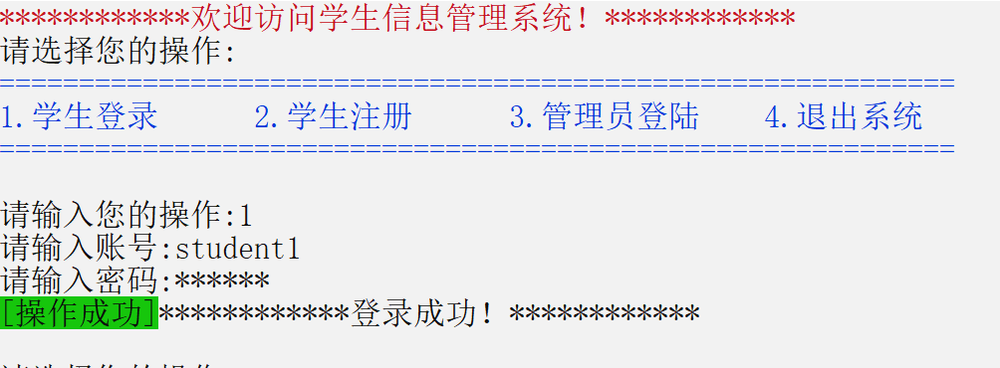 ************欢迎访问学生信息管理系统！************
请选择您的操作:
============================================================
1.学生登录      2.学生注册      3.管理员登陆    4.退出系统
============================================================
请输入您的操作:1
请输入账号:student1
请输入密码:******
[操作成功]************登录成功！************